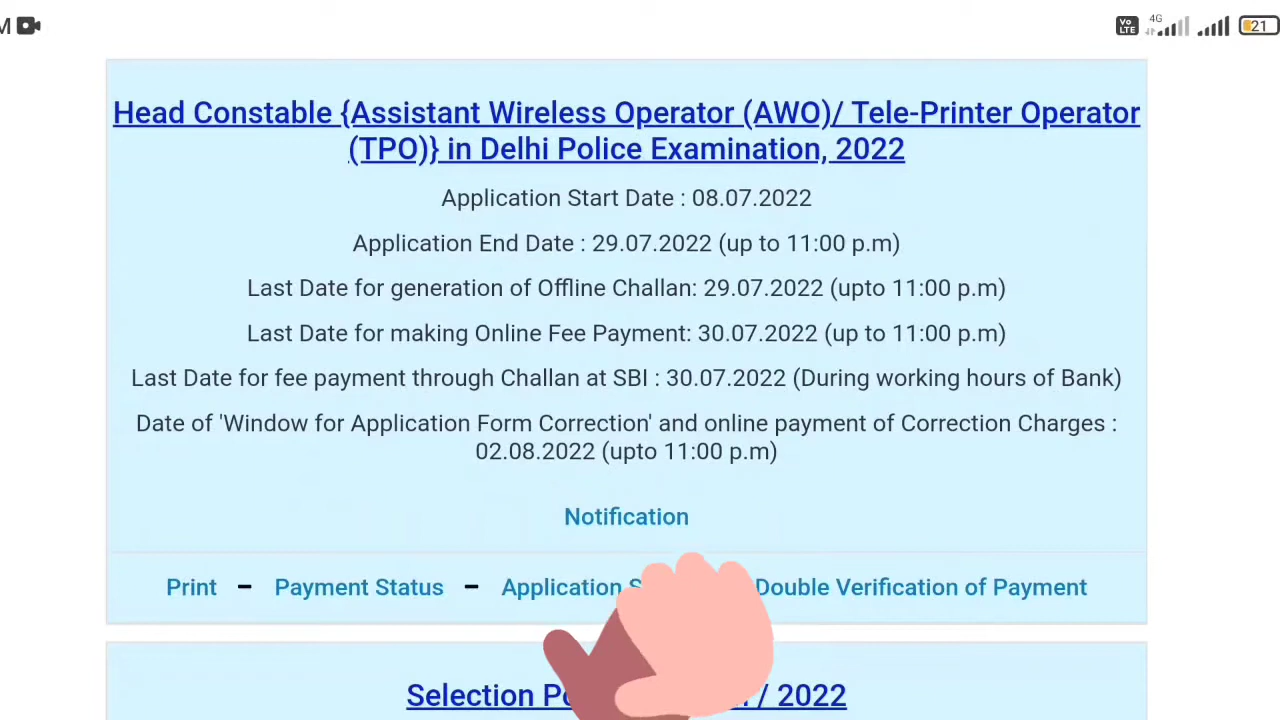 M
Vo
LTE
4G
21
Head Constable {Assistant Wireless Operator (AWO)/ Tele-Printer Operator
(TPO)} in Delhi Police Examination, 2022
Application Start Date : 08.07.2022
Application End Date : 29.07.2022 (up to 11:00 p.m)
Last Date for generation of Offline Challan: 29.07.2022 (upto 11:00 p.m)
Last Date for making Online Fee Payment: 30.07.2022 (up to 11:00 p.m)
Last Date for fee payment through Challan at SBI : 30.07.2022 (During working hours of Bank)
Date of 'Window for Application Form Correction' and online payment of Correction Charges :
02.08.2022 (upto 11:00 p.m)
Notification
Print - Payment Status - Application Double Verification of Payment
Selection / 2022